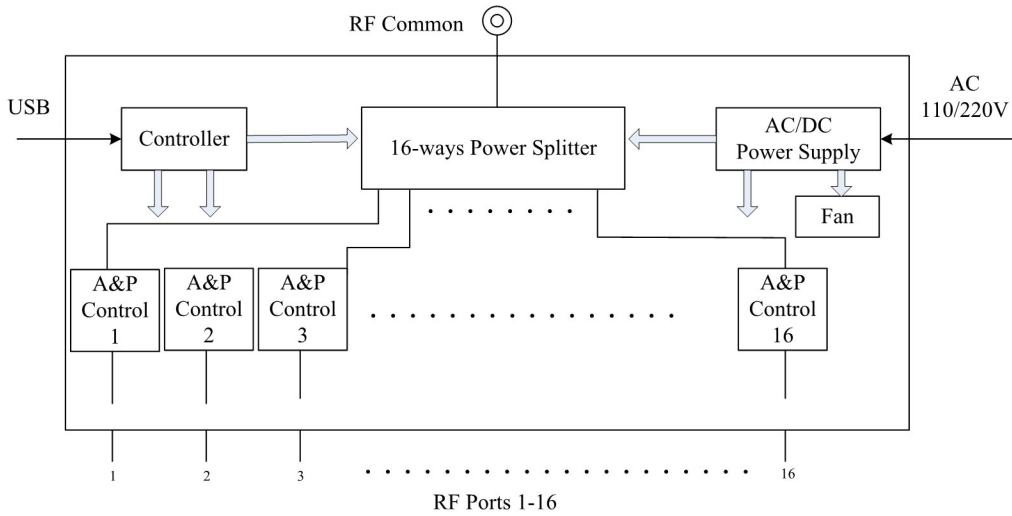 RF Common
USB
AC
110/220V
Controller
16-ways Power Splitter
AC/DC
Power Supply
Fan
A&P
Control
1
A&P
Control
2
A&P
Control
3
A&P
Control
16
1
2
3
16
RF Ports 1-16